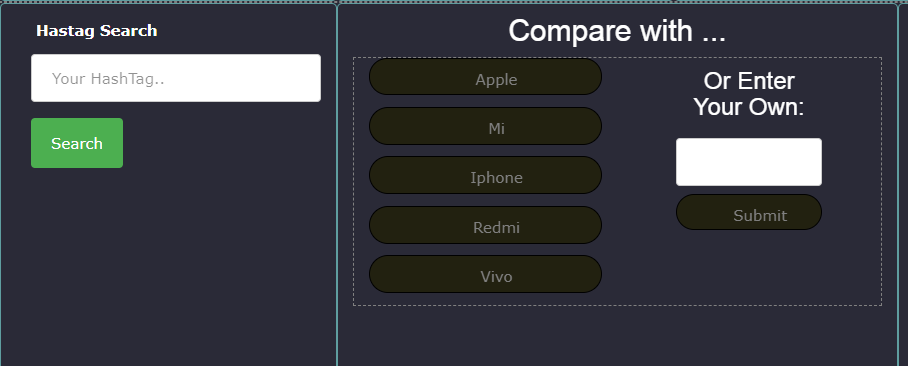 Hastag Search
Your HashTag..
Search
Compare with ...
Apple
Mi
Iphone
Redmi
Vivo
Or Enter
Your Own:
Submit